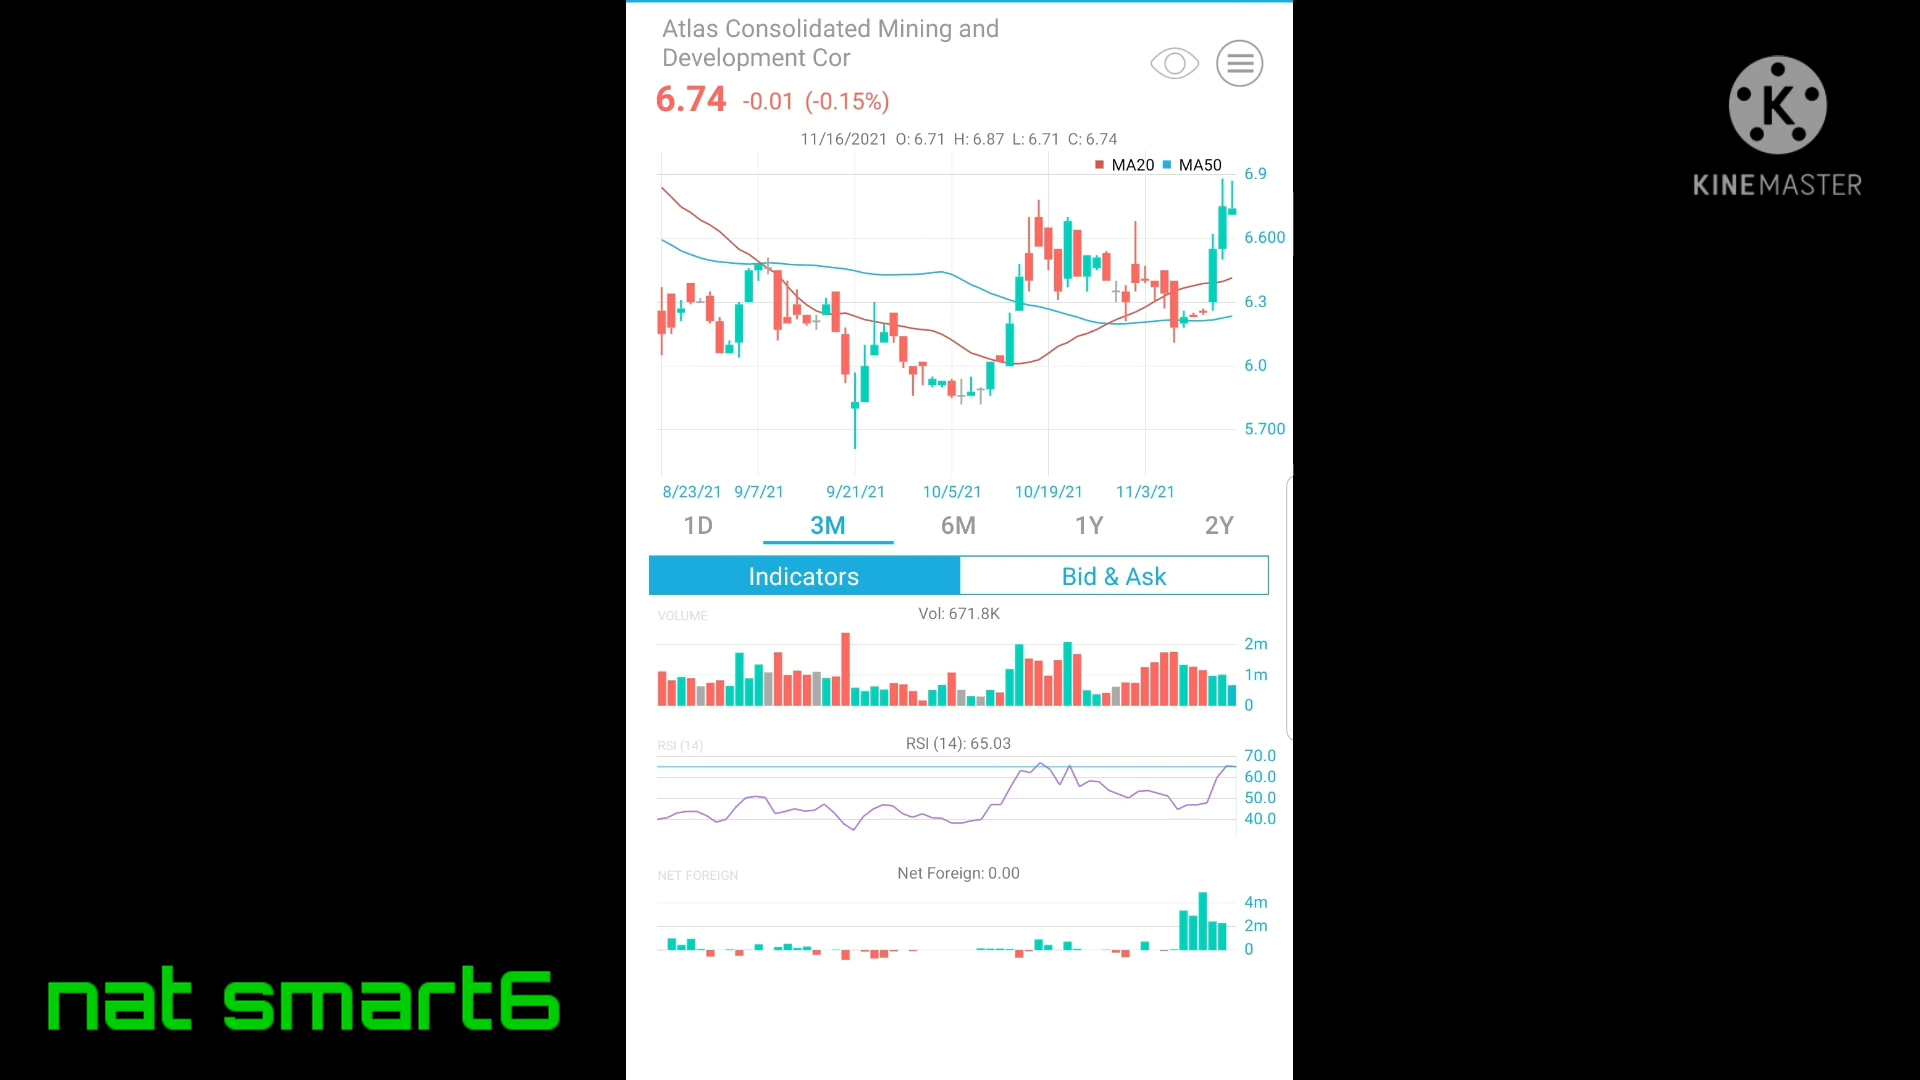 Atlas Consolidated Mining and
Development Cor
6.74 -0.01 (-0.15%)
11/16/2021 O: 6.71 H: 6.87 L: 6.71 C: 6.74
MA20 MA50
6.9
6.600
6.3
6.0
5.700
8/23/21 9/7/21 9/21/21 10/5/21 10/19/21 11/3/21
1D 3M 6M 1Y 2Y
Indicators Bid & Ask
VOLUME Vol: 671.8K
2m
1m
0
RSI (14) RSI (14): 65.03
70.0
60.0
50.0
40.0
NET FOREIGN Net Foreign: 0.00
4m
2m
0
K
KINEMASTER
nat smart6